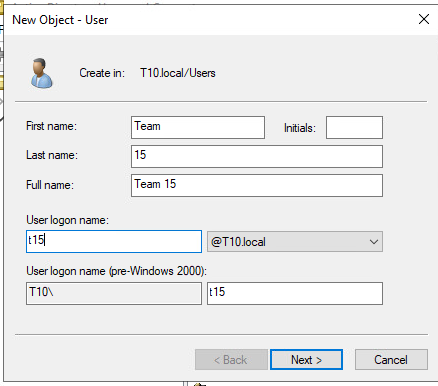 New Object - User
Create in: T10.local/Users
First name: Team Initials:
Last name: 15
Full name: Team 15
User logon name:
t15 @T10.local
User logon name (pre-Windows 2000):
T10\ t15
< Back Next > Cancel